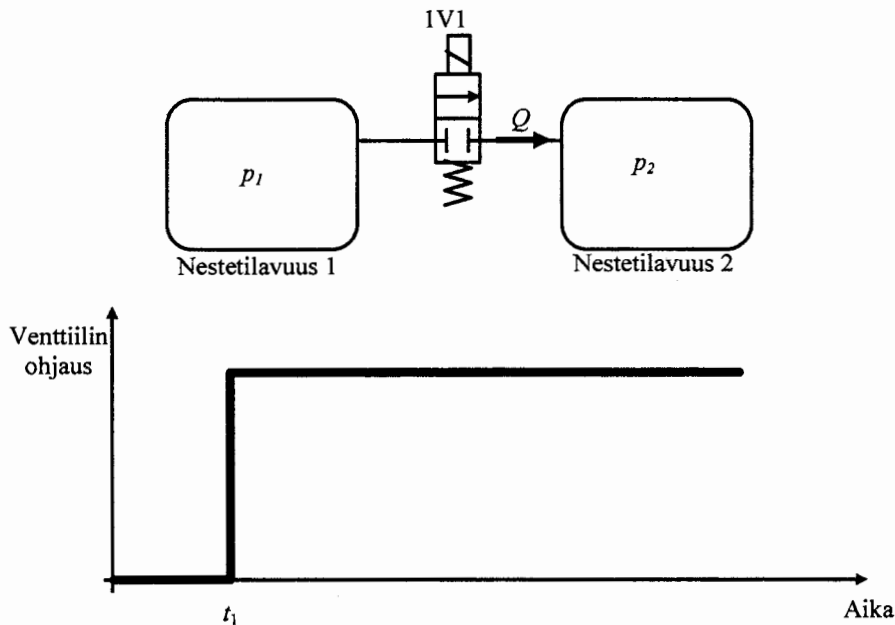 1V1
Q
p₁
p₂
Nestetilavuus 1
Nestetilavuus 2
Venttiilin
ohjaus
t₁
Aika